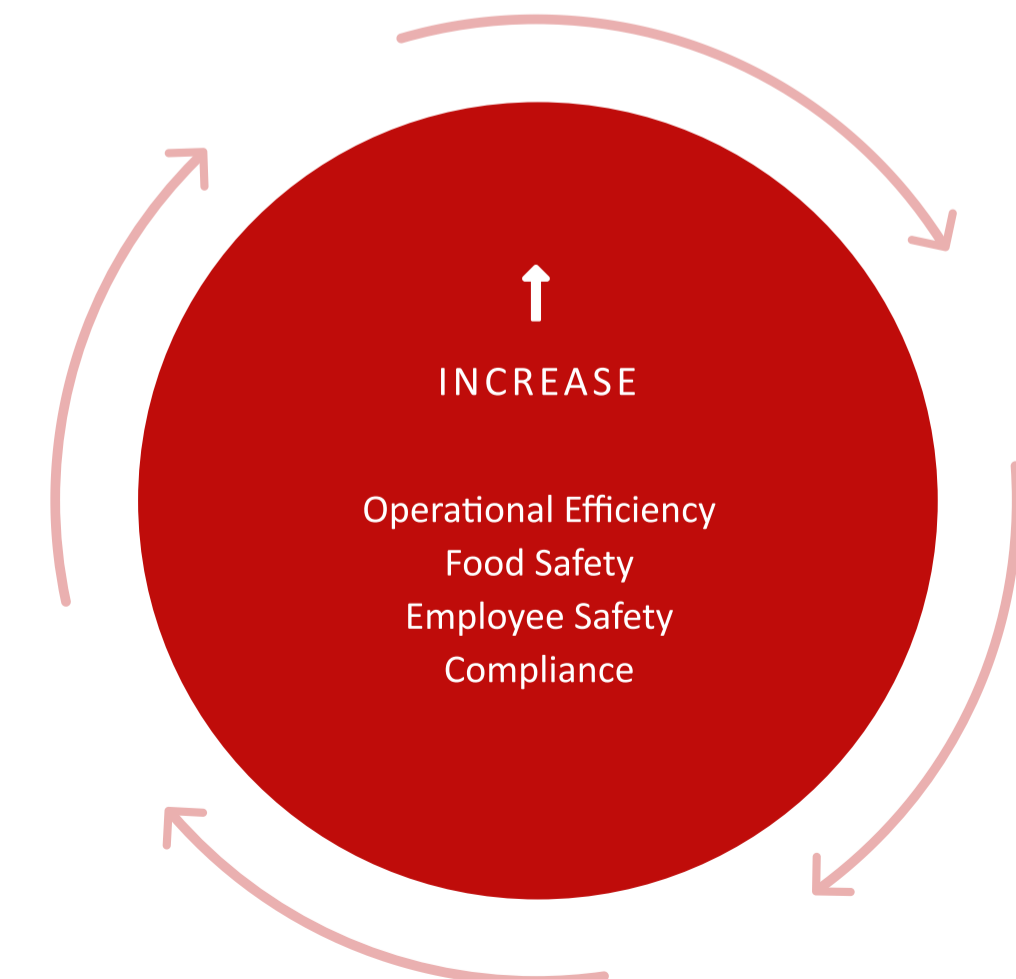 INCREASE
Operational Efficiency
Food Safety
Employee Safety
Compliance